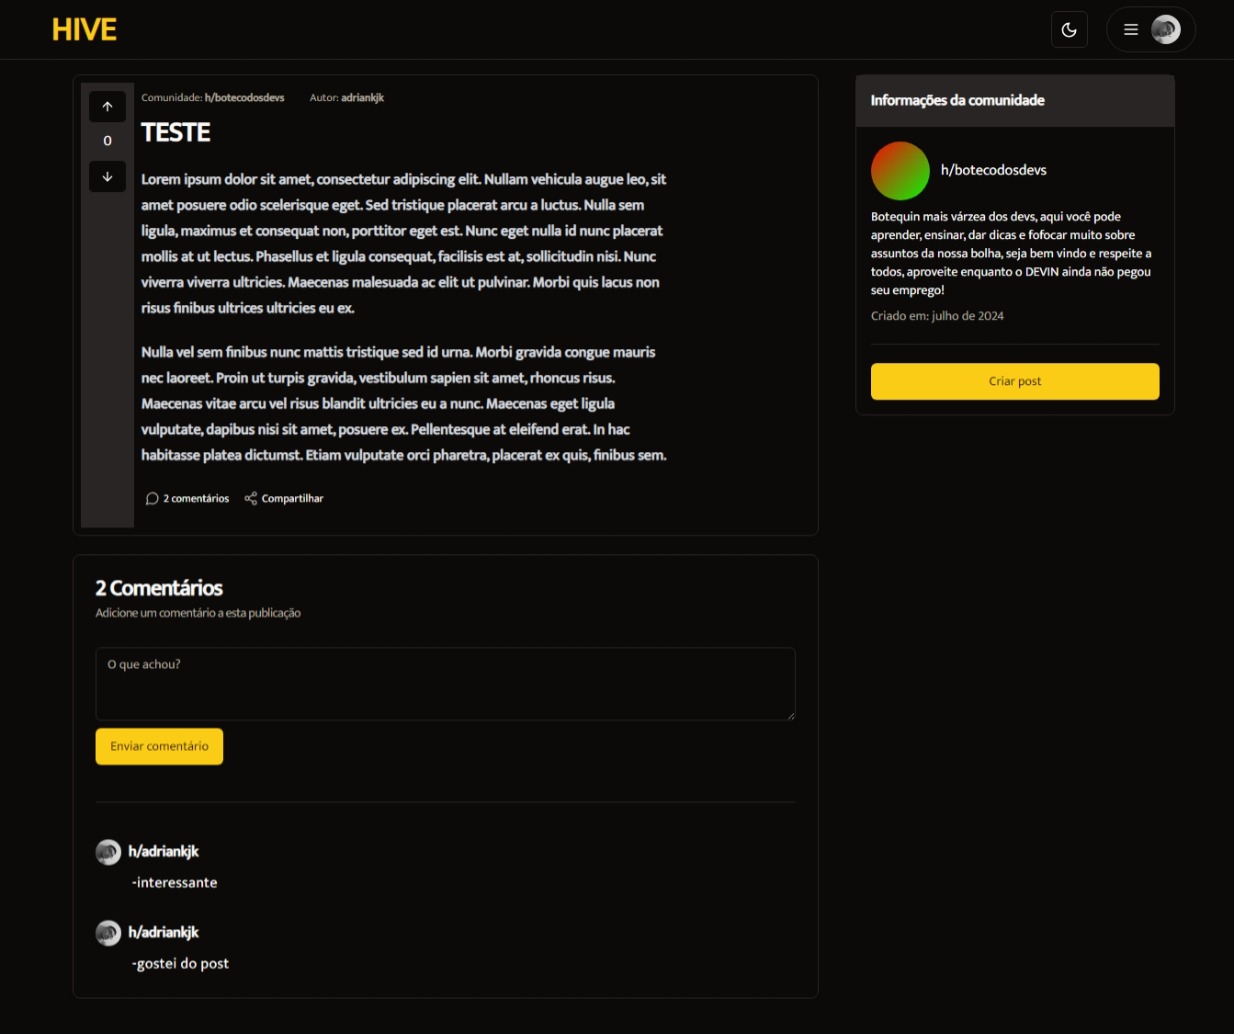 HIVE
Comunidade: h/botecodosdevs Autor: adriankjk
0
TESTE
Lorem ipsum dolor sit amet, consectetur adipiscing elit. Nullam vehicula augue leo, sit
amet posuere odio scelerisque eget. Sed tristique placerat arcu a luctus. Nulla sem
ligula, maximus et consequat non, porttitor eget est. Nunc eget nulla id nunc placerat
mollis at ut lectus. Phasellus et ligula consequat, facilisis est at, sollicitudin nisi. Nunc
viverra viverra ultricies. Maecenas malesuada ac elit ut pulvinar. Morbi quis lacus non
risus finibus ultrices ultricies eu ex.
Nulla vel sem finibus nunc mattis tristique sed id urna. Morbi gravida congue mauris
nec laoreet. Proin ut turpis gravida, vestibulum sapien sit amet, rhoncus risus.
Maecenas vitae arcu vel risus blandit ultricies eu a nunc. Maecenas eget ligula
vulputate, dapibus nisi sit amet, posuere ex. Pellentesque at eleifend erat. In hac
habitasse platea dictumst. Etiam vulputate orci pharetra, placerat ex quis, finibus sem.
2 comentários Compartilhar
2 Comentários
Adicione um comentário a esta publicação
O que achou?
Enviar comentário
h/adriankjk
-interessante
h/adriankjk
-gostei do post
Informações da comunidade
h/botecodosdevs
Botequin mais várzea dos devs, aqui você pode
aprender, ensinar, dar dicas e fofocar muito sobre
assuntos da nossa bolha, seja bem vindo e respeite a
todos, aproveite enquanto o DEVIN ainda não pegou
seu emprego!
Criado em: julho de 2024
Criar post